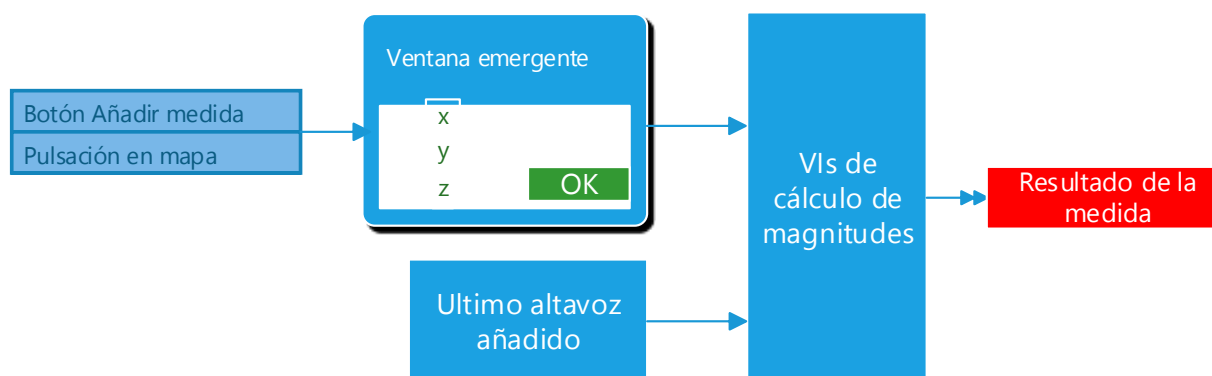 Ventana emergente
Botón Añadir medida
Pulsación en mapa
x
y
z
OK
VIs de
cálculo de
magnitudes
Resultado de la
medida
Ultimo altavoz
añadido